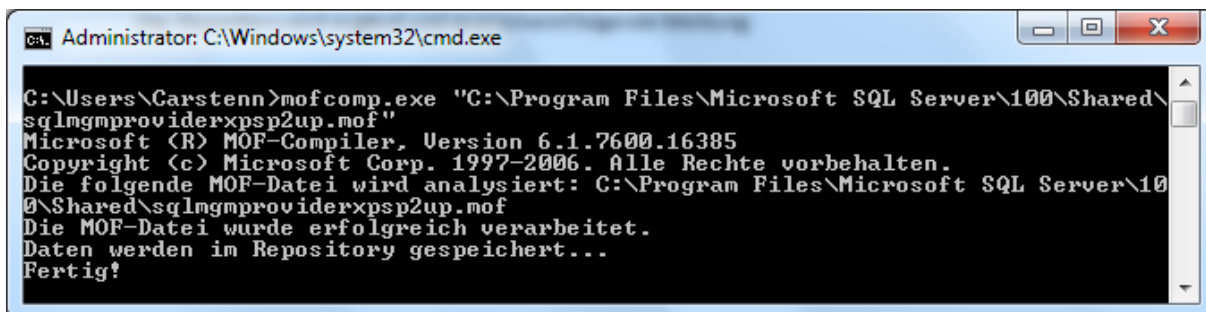 Administrator: C:\Windows\system32\cmd.exe
C:\Users\Carstenn>mofcomp.exe "C:\Program Files\Microsoft SQL Server\100\Shared\
sqlmgmproviderxpsp2up.mof"
Microsoft (R) MOF-Compiler, Version 6.1.7600.16385
Copyright (c) Microsoft Corp. 1997-2006. Alle Rechte vorbehalten.
Die folgende MOF-Datei wird analysiert: C:\Program Files\Microsoft SQL Server\10
0\Shared\sqlmgmproviderxpsp2up.mof
Die MOF-Datei wurde erfolgreich verarbeitet.
Daten werden im Repository gespeichert...
Fertig!